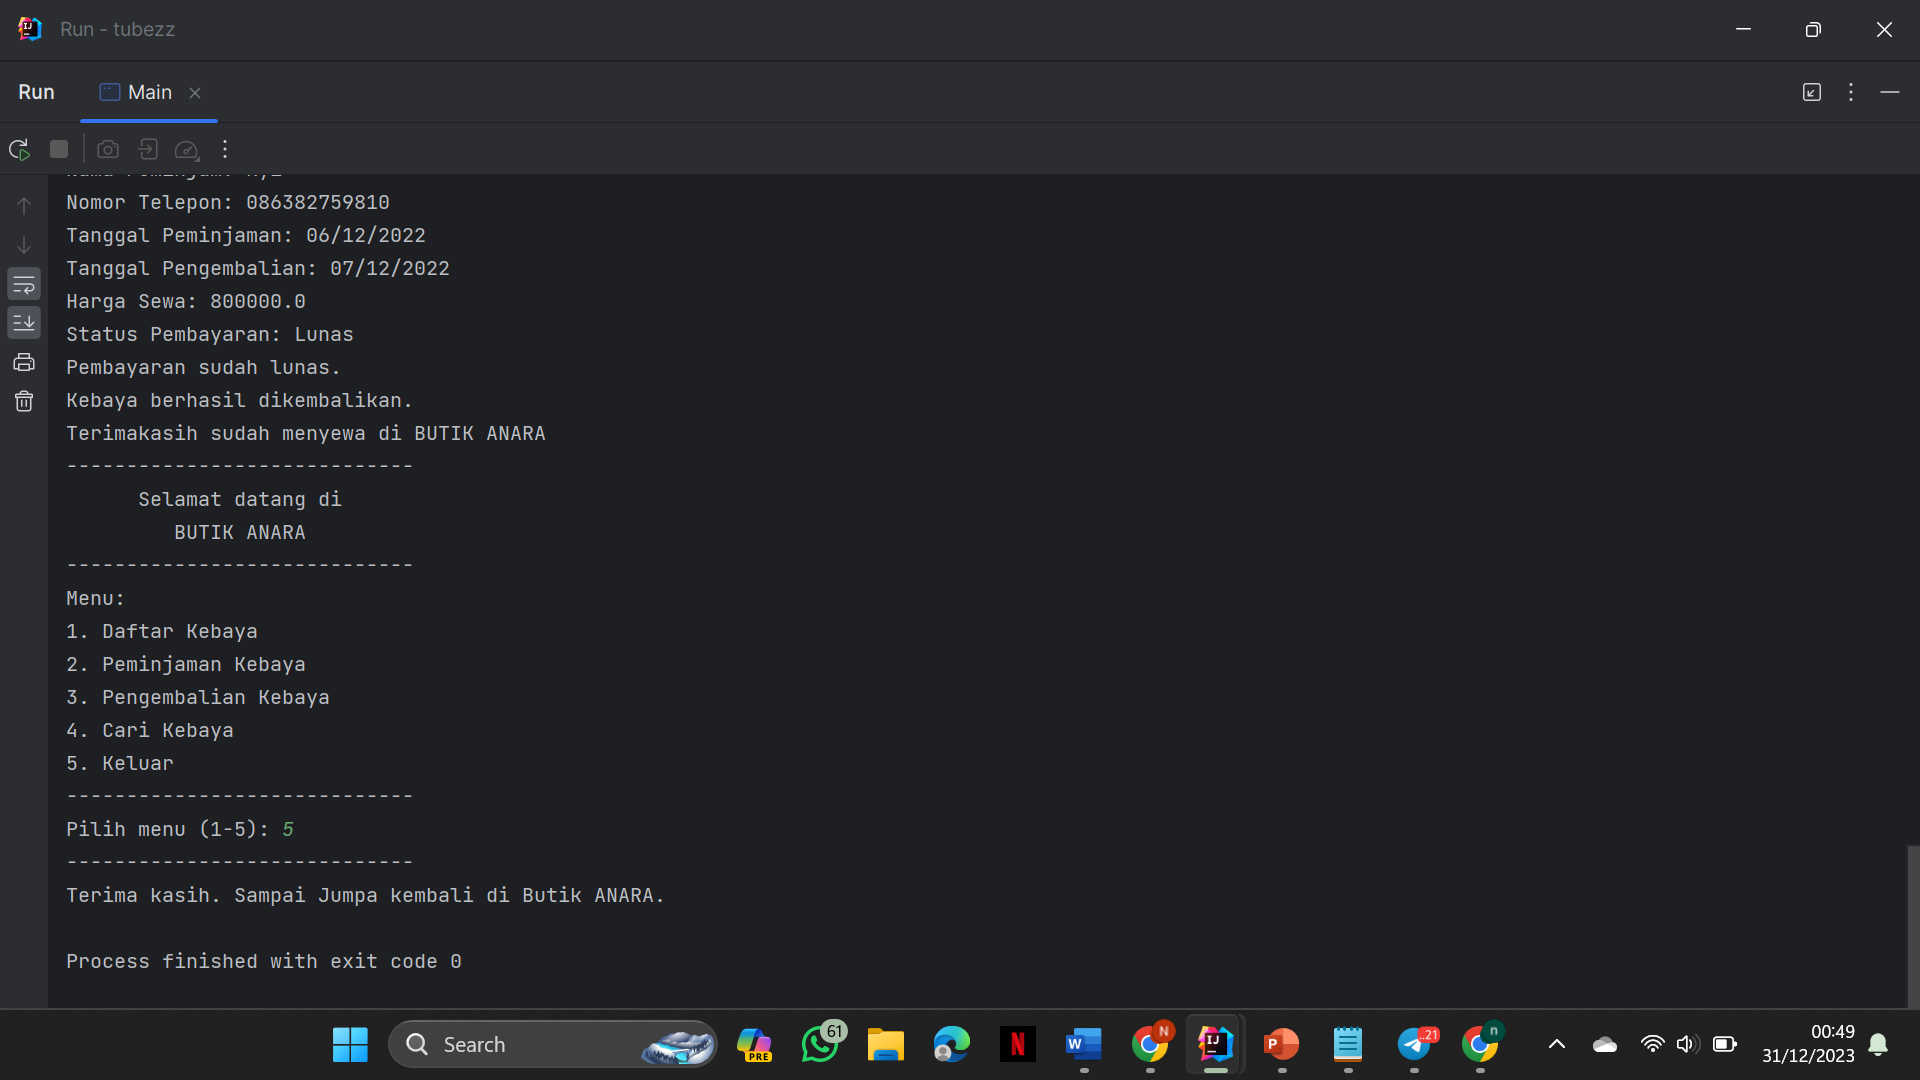 Run - tubezz
Run
Main
Nomor Telepon: 086382759810
Tanggal Peminjaman: 06/12/2022
Tanggal Pengembalian: 07/12/2022
Harga Sewa: 800000.0
Status Pembayaran: Lunas
Pembayaran sudah lunas.
Kebaya berhasil dikembalikan.
Terimakasih sudah menyewa di BUTIK ANARA
-----------------------------
Selamat datang di
BUTIK ANARA
-----------------------------
Menu:
1. Daftar Kebaya
2. Peminjaman Kebaya
3. Pengembalian Kebaya
4. Cari Kebaya
5. Keluar
-----------------------------
Pilih menu (1-5): 5
-----------------------------
Terima kasih. Sampai Jumpa kembali di Butik ANARA.
Process finished with exit code 0
Search
PRE
61
N
W
N
IJ
P
..21
n
00:49
31/12/2023